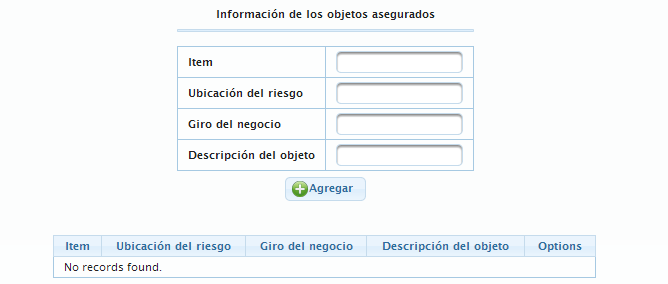 Información de los objetos asegurados
Item
Ubicación del riesgo
Giro del negocio
Descripción del objeto
Agregar
Item Ubicación del riesgo Giro del negocio Descripción del objeto Options
No records found.